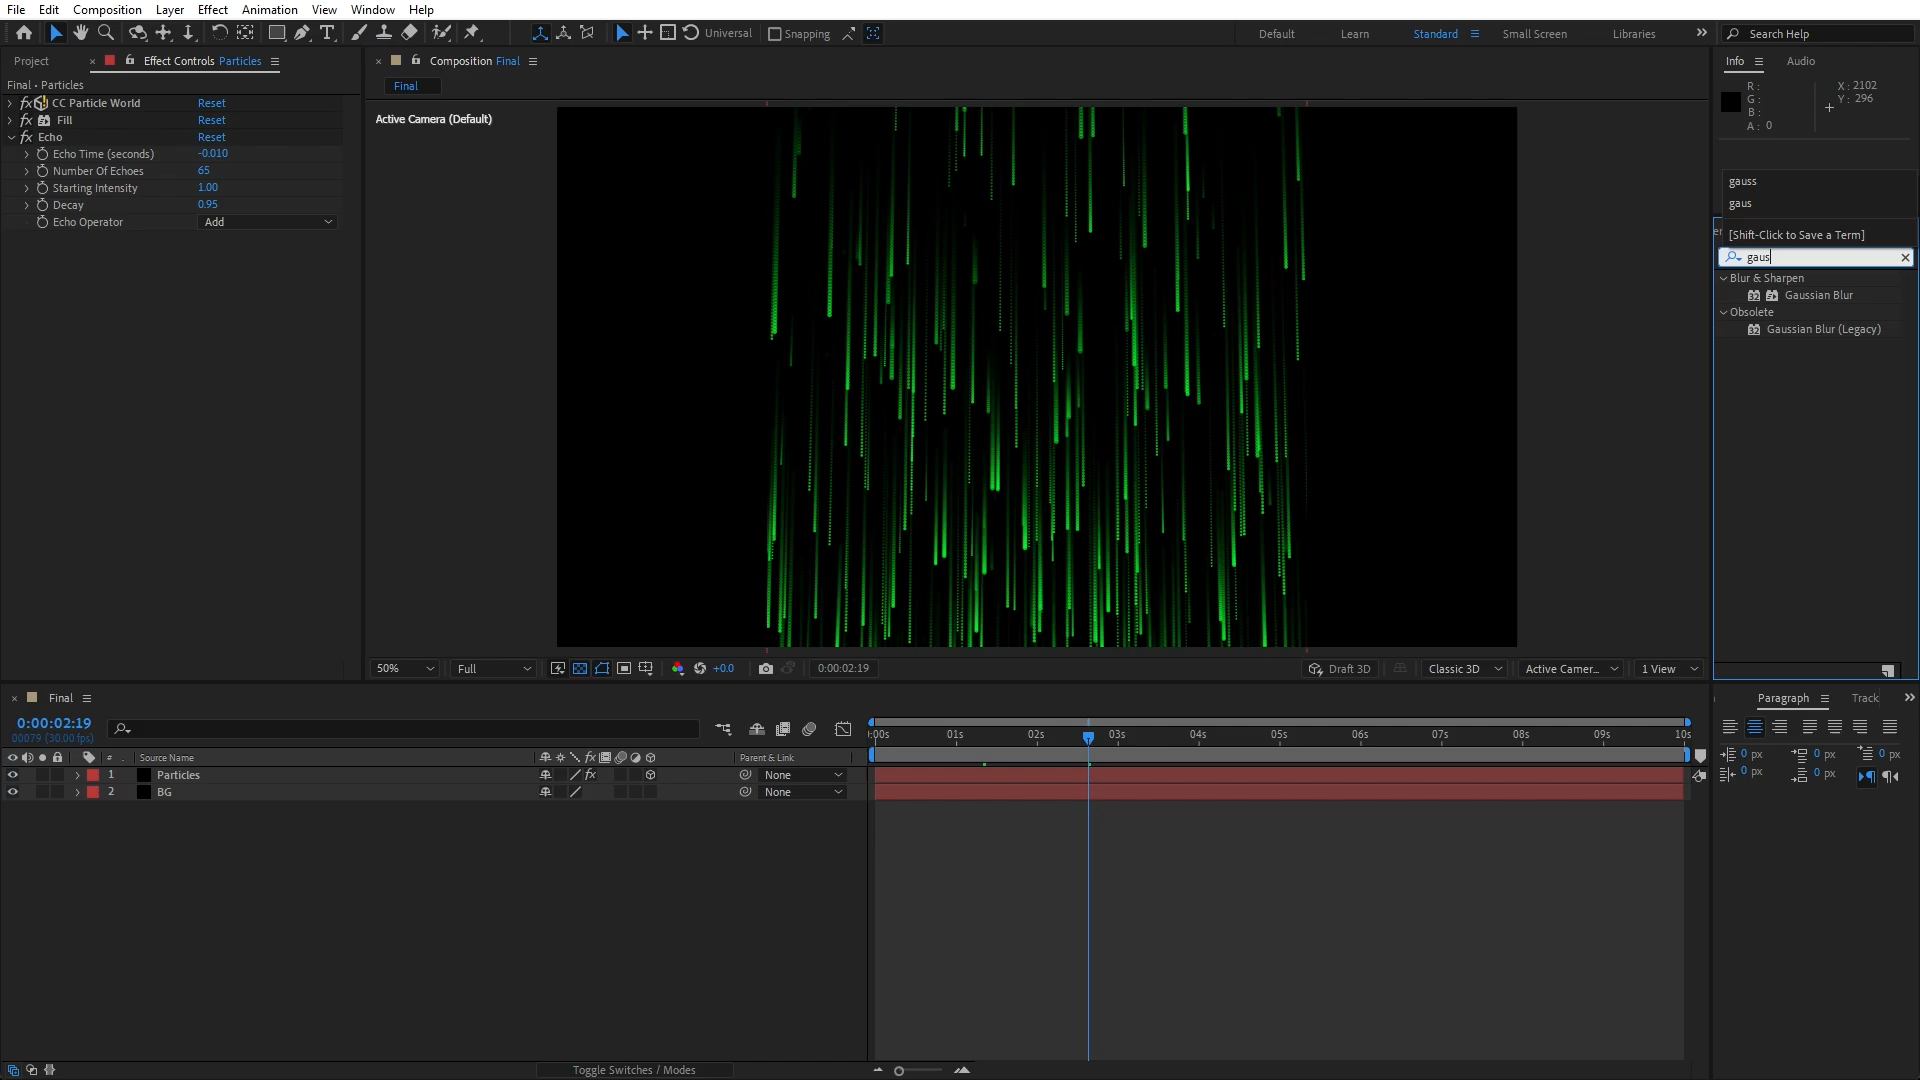 File Edit Composition Layer Effect Animation View Window Help
Universal Snapping Default Learn Standard Small Screen Libraries Search Help
Project Effect Controls Particles
Composition Final
Info Audio
Final • Particles
Final
CC Particle World Reset
Fill Reset
Echo Reset
Echo Time (seconds) -0.010
Number Of Echoes 65
Starting Intensity 1.00
Decay 0.95
Echo Operator Add
Active Camera (Default)
R :
G :
B :
A : 0
X : 2102
Y : 296
gauss
gaus
[Shift-Click to Save a Term]
gaus
Blur & Sharpen
32 Gaussian Blur
Obsolete
32 Gaussian Blur (Legacy)
50% Full +0.0 0:00:02:19 Draft 3D Classic 3D Active Camer... 1 View
Final
0:00:02:19
00079 (30.00 fps)
:00s 01s 02s 03s 04s 05s 06s 07s 08s 09s 10s
# Source Name fx Parent & Link
1 Particles fx None
2 BG None
Toggle Switches / Modes
Paragraph Track
0 px 0 px 0 px
0 px 0 px